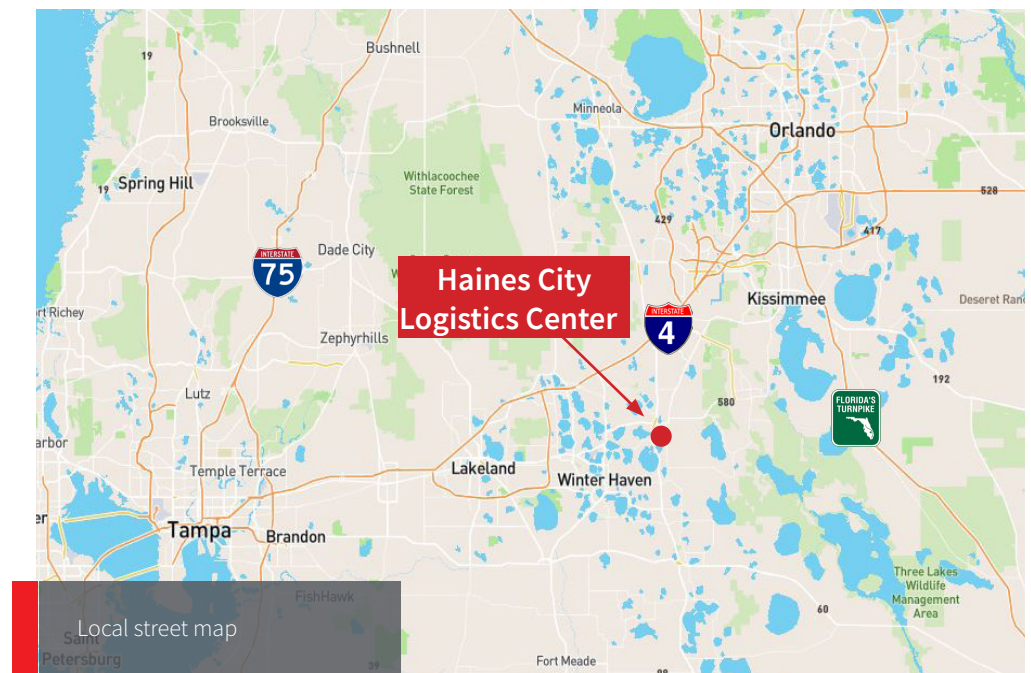 19
Bushnell
Minneola
Brooksville
Orlando
Withlacoochee
State Forest
19
Spring Hill
528
429
417
Dade City
INTERSTATE
75
Haines City
Logistics Center
Kissimmee
Deseret Ran
INTERSTATE
4
ort Richey
Zephyrhills
192
Lutz
580
FLORIDA'S
TURNPIKE
arbor
Temple Terrace
Lakeland
Winter Haven
er
Tampa
Brandon
Three Lakes
Wildlife
Management
Area
FishHawk
60
Local street map
Saint
Petersburg
39
Fort Meade
98